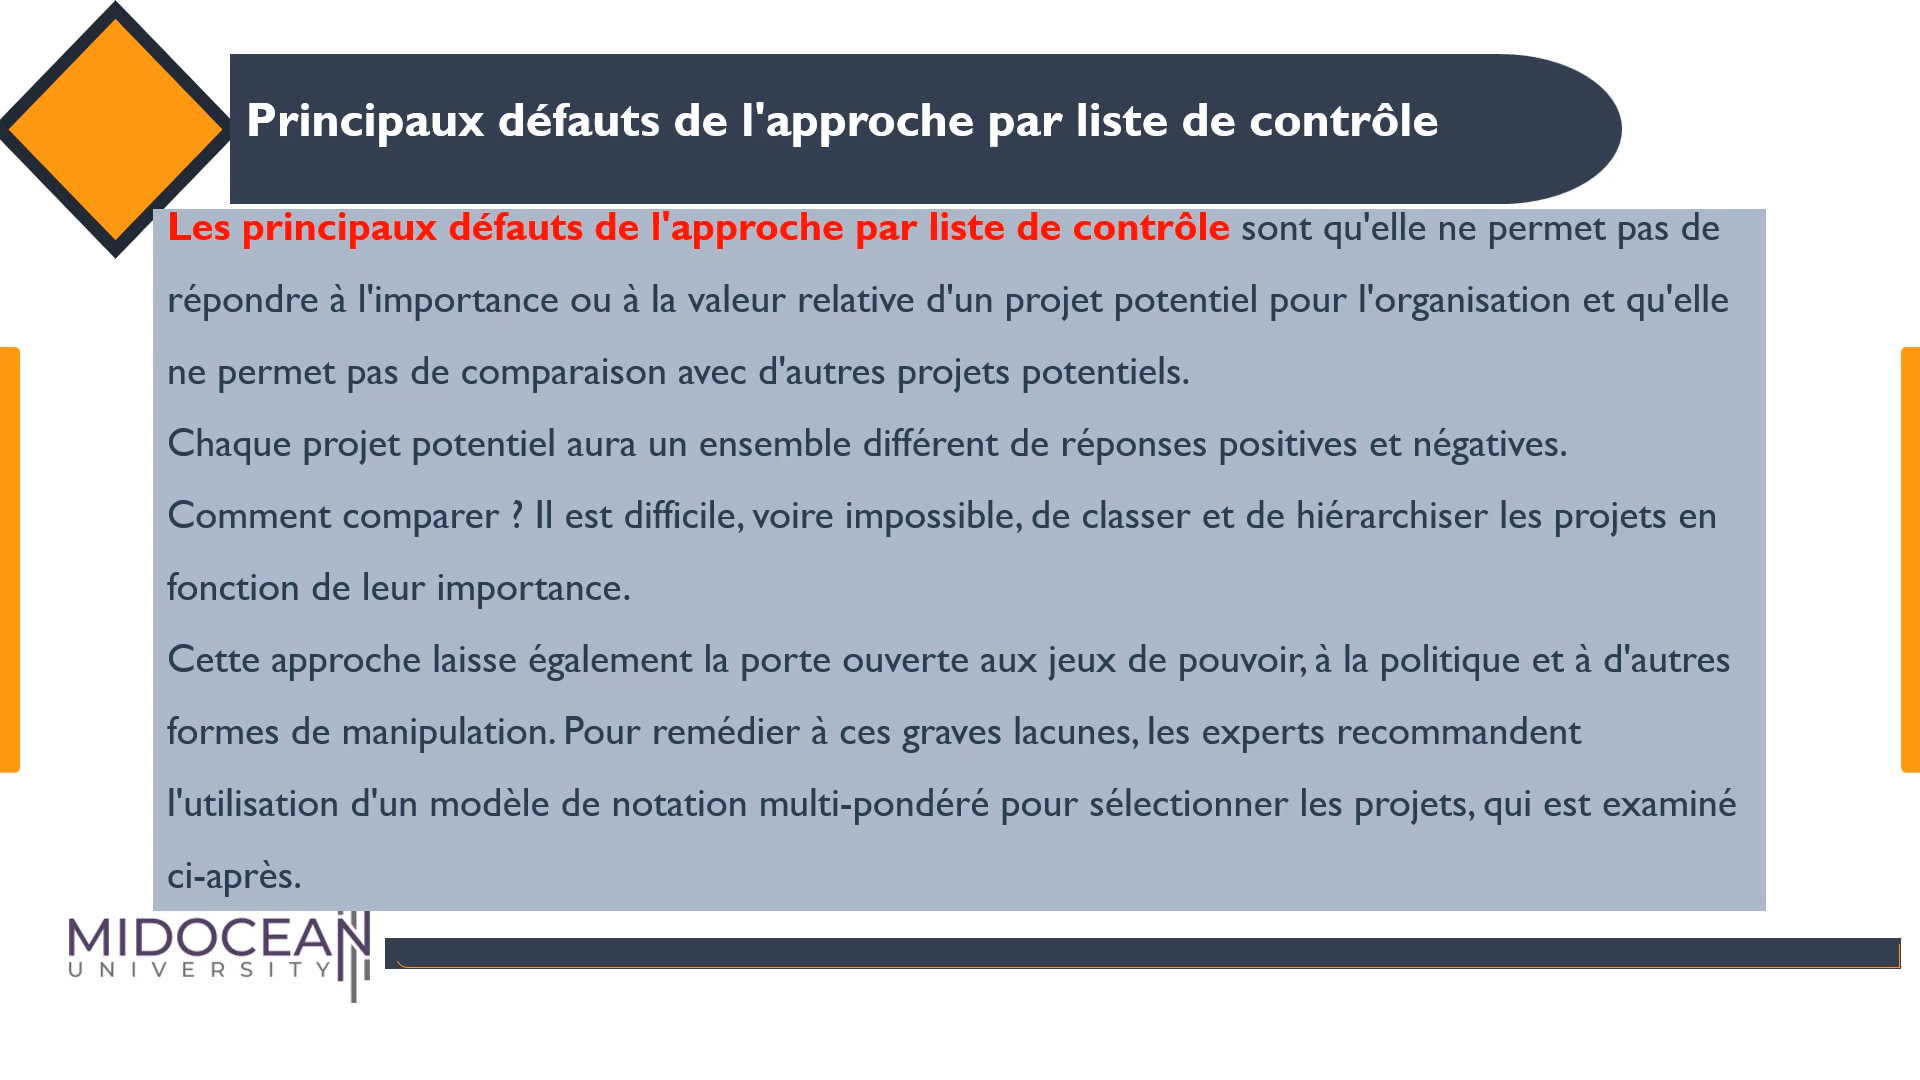 Principaux défauts de l'approche par liste de contrôle
Les principaux défauts de l'approche par liste de contrôle sont qu'elle ne permet pas de
répondre à l'importance ou à la valeur relative d'un projet potentiel pour l'organisation et qu'elle
ne permet pas de comparaison avec d'autres projets potentiels.
Chaque projet potentiel aura un ensemble différent de réponses positives et négatives.
Comment comparer ? Il est difficile, voire impossible, de classer et de hiérarchiser les projets en
fonction de leur importance.
Cette approche laisse également la porte ouverte aux jeux de pouvoir, à la politique et à d'autres
formes de manipulation. Pour remédier à ces graves lacunes, les experts recommandent
l'utilisation d'un modèle de notation multi-pondéré pour sélectionner les projets, qui est examiné
ci-après.
MIDOCEAN
UNIVERSITY